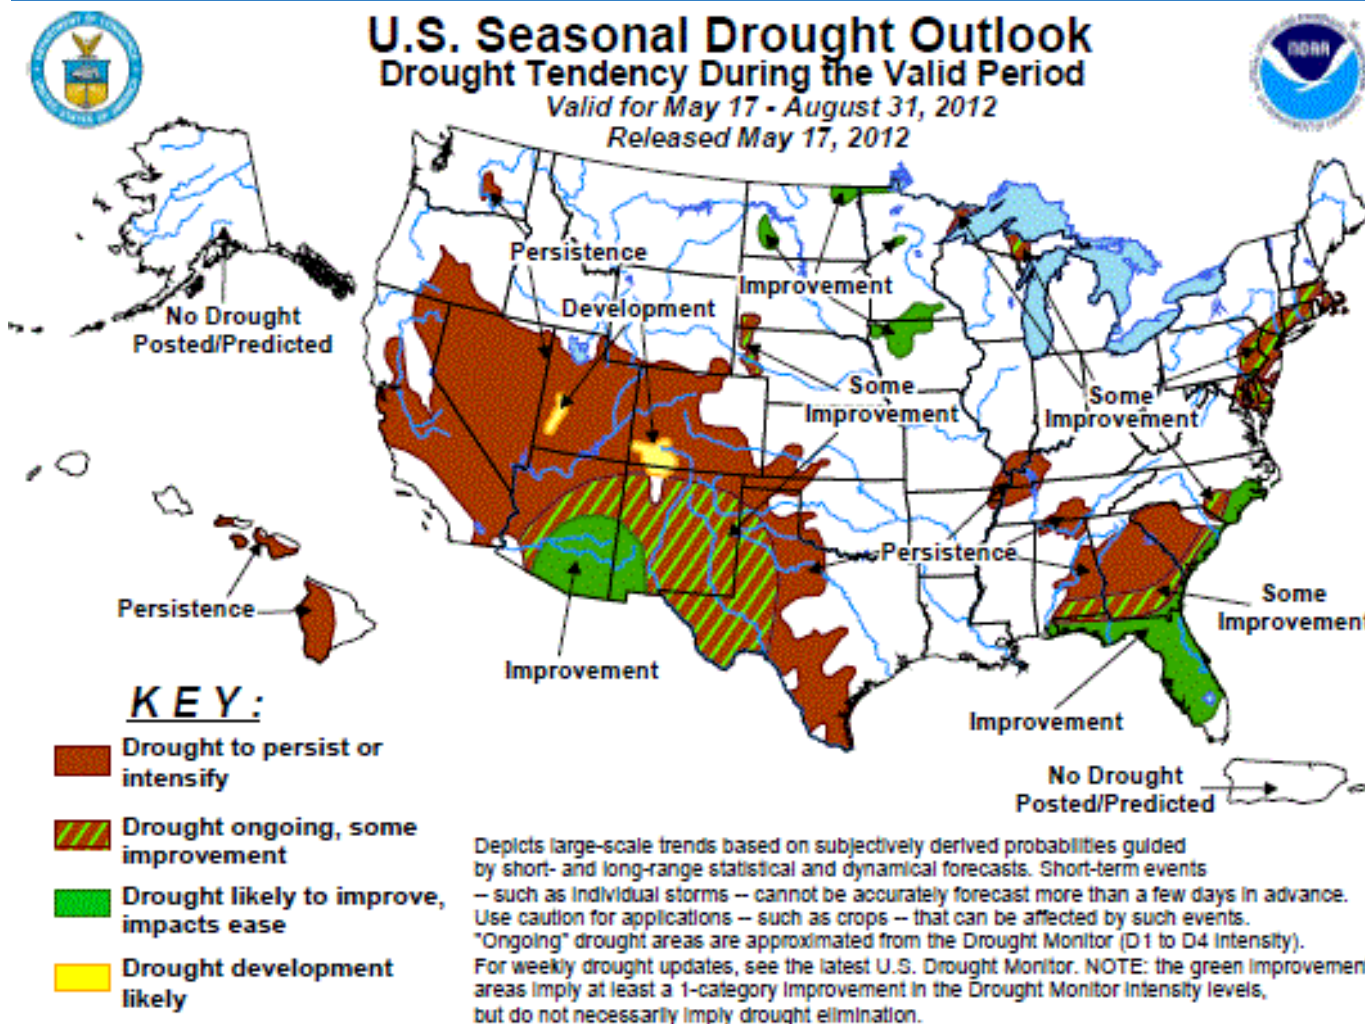 U.S. Seasonal Drought Outlook
Drought Tendency During the Valid Period
Valid for May 17 - August 31, 2012
Released May 17, 2012
NOAA
Persistence
Development
Improvement
No Drought
Posted/Predicted
Some
Improvement
Some
Improvement
Persistence
Persistence
Some
Improvement
Improvement
Improvement
No Drought
Posted/Predicted
KEY:
Drought to persist or
intensify
Drought ongoing, some
improvement
Drought likely to improve,
impacts ease
Drought development
likely
Depicts large-scale trends based on subjectively derived probabilities guided
by short- and long-range statistical and dynamical forecasts. Short-term events
-- such as individual storms -- cannot be accurately forecast more than a few days in advance.
Use caution for applications -- such as crops -- that can be affected by such events.
"Ongoing" drought areas are approximated from the Drought Monitor (D1 to D4 intensity).
For weekly drought updates, see the latest U.S. Drought Monitor. NOTE: the green improvemen
areas imply at least a 1-category improvement in the Drought Monitor intensity levels,
but do not necessarily imply drought elimination.